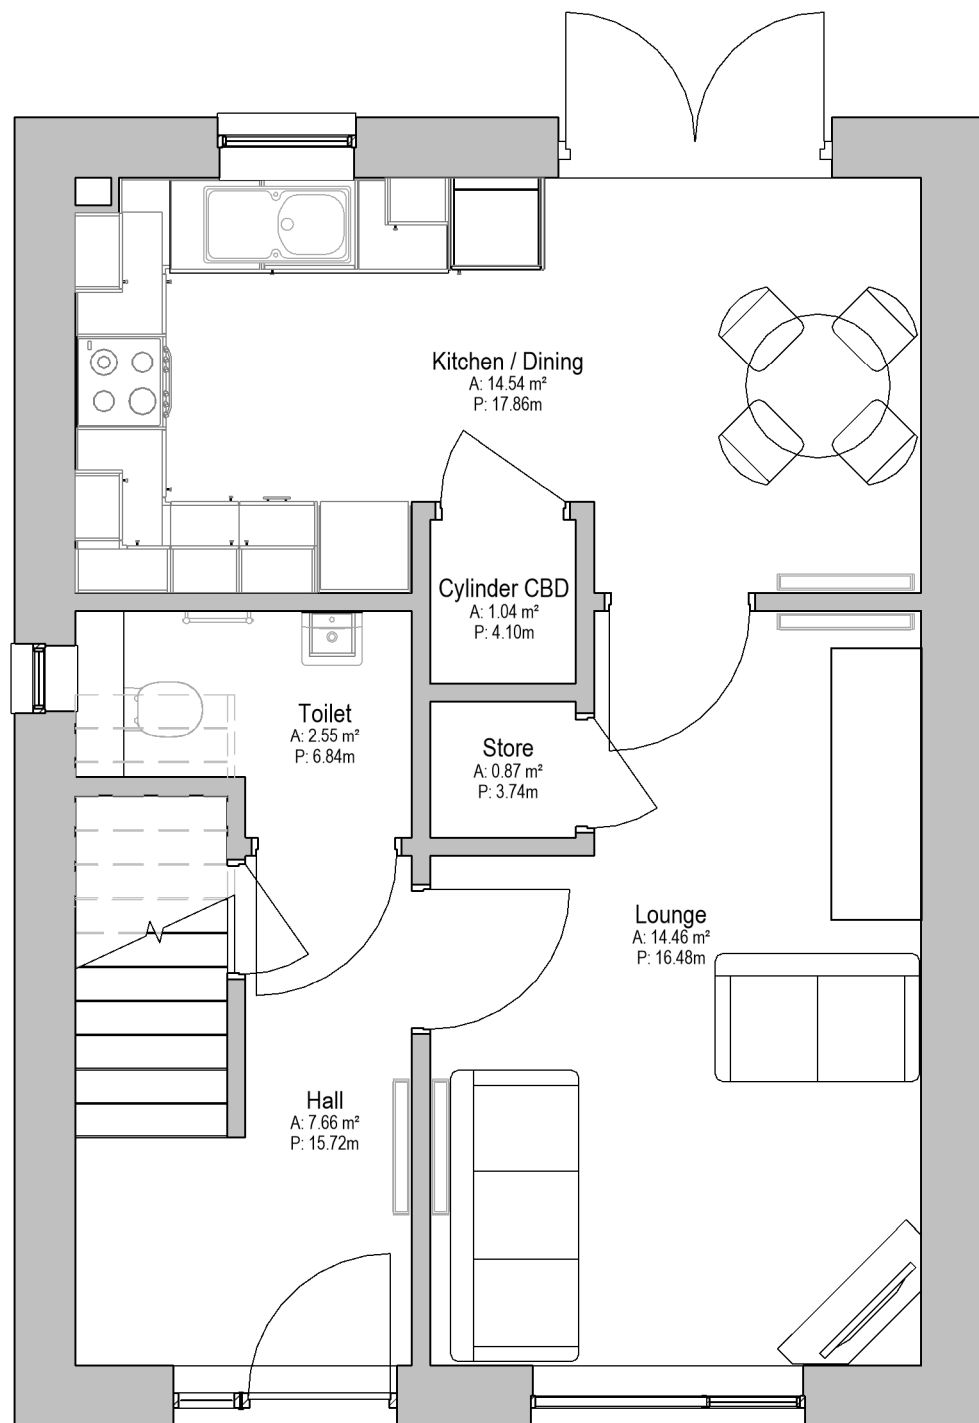 Kitchen / Dining
A: 14.54 m²
P: 17.86m
Cylinder CBD
A: 1.04 m²
P: 4.10m
Toilet
A: 2.55 m²
P: 6.84m
Store
A: 0.87 m²
P: 3.74m
Lounge
A: 14.46 m²
P: 16.48m
Hall
A: 7.66 m²
P: 15.72m